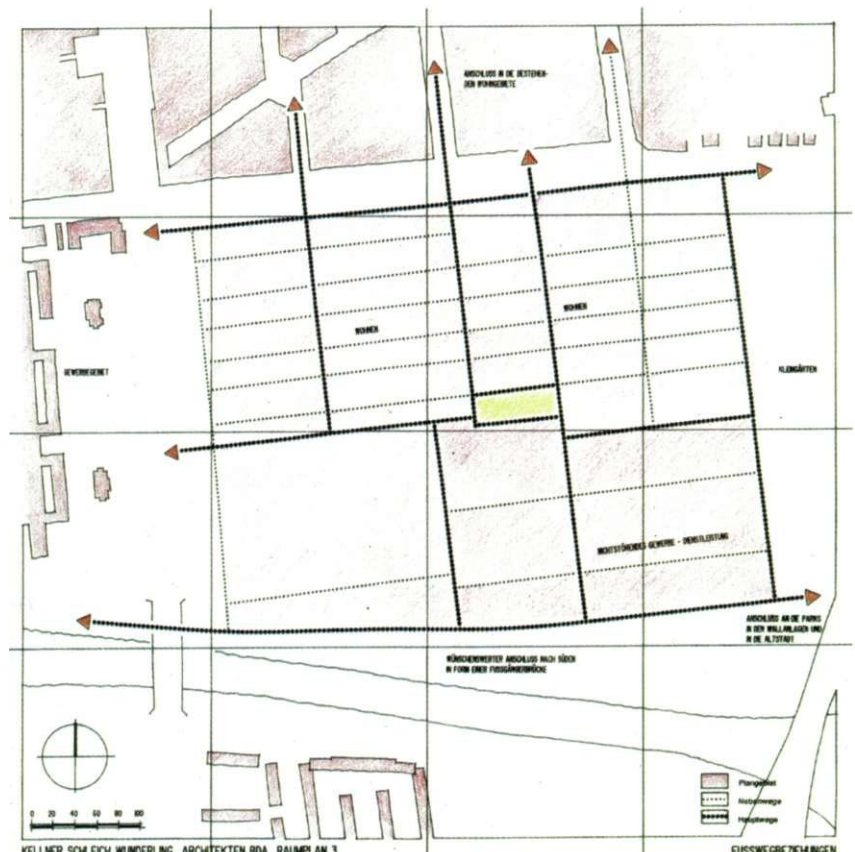 ANSCHLUSS IN DIE BESTEHEN-
DEN WOHNGEBIETE
WOHNEN
WOHNEN
GEWERBEGEBIET
KLEINGÄRTEN
NICHTSTÖRENDES GEWERBE - DIENSTLEISTUNG
ANSCHLUSS AN DIE PARKS
IN DEN WALLANLAGEN UND
IN DIE ALTSTADT
WÜNSCHENSWERTER ANSCHLUSS NACH SÜDEN
IN FORM EINER FUSSGÄNGERBRÜCKE
Plangebiet
Nebenwege
Hauptwege
0 20 40 60 80 100
KELLNER SCHLEICH WUNDERLING ARCHITEKTEN BDA RAUMPLAN 3
FUSSWEGBEZIEHUNGEN